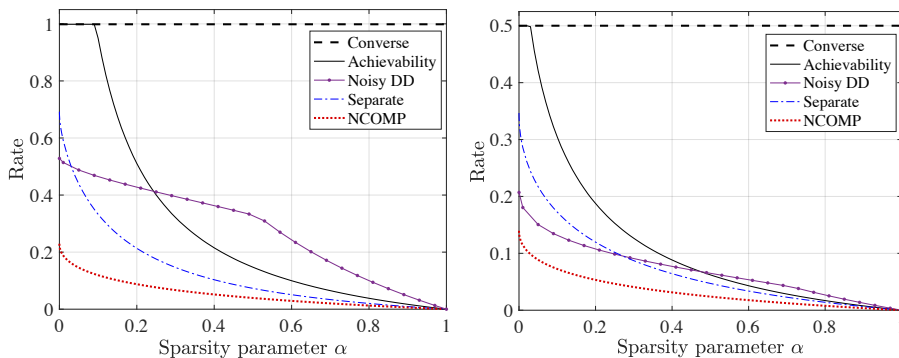 1
0.8
0.6
0.4
0.2
0
Rate
0
0.2
0.4
0.6
0.8
1
Sparsity parameter α
Converse
Achievability
Noisy DD
Separate
NCOMP
0.5
0.4
0.3
0.2
0.1
0
Rate
0
0.2
0.4
0.6
0.8
Sparsity parameter α
Converse
Achievability
Noisy DD
Separate
NCOMP